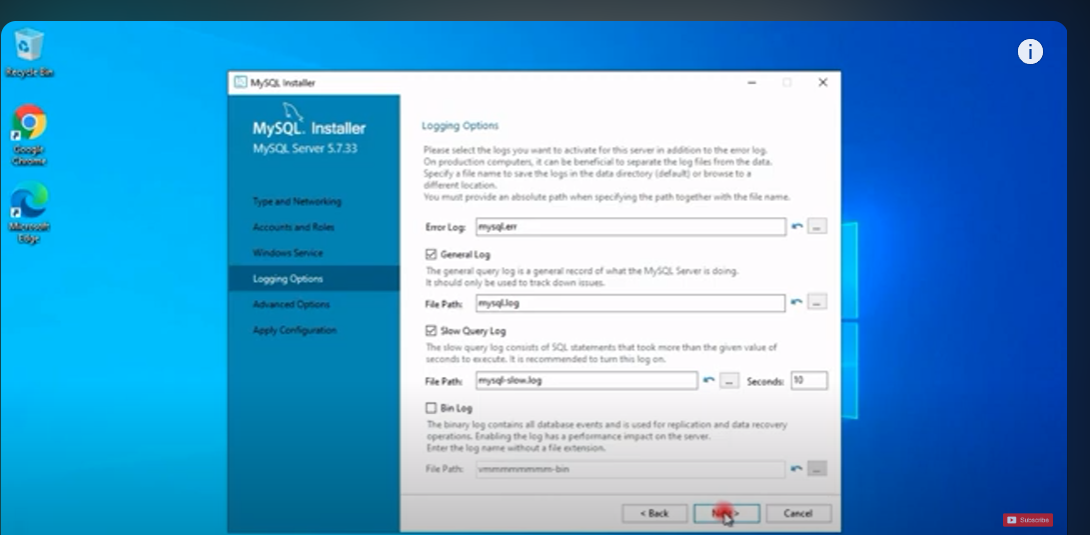 Recycle Bin
Google
Chrome
Microsoft
Edge
MySQL Installer
MySQL. Installer
MySQL Server 5.7.33
Type and Networking
Accounts and Roles
Windows Service
Logging Options
Advanced Options
Apply Configuration
Logging Options
Please select the logs you want to activate for this server in addition to the error log.
On production computers, it can be beneficial to separate the log files from the data.
Specify a file name to save the logs in the data directory (default) or browse to a
different location.
You must provide an absolute path when specifying the path together with the file name.
Error Log: mysql.err ...
General Log
The general query log is a general record of what the MySQL Server is doing.
It should only be used to track down issues.
File Path: mysql.log ...
Slow Query Log
The slow query log consists of SQL statements that took more than the given value of
seconds to execute. It is recommended to turn this log on.
File Path: mysql-slow.log ... Seconds: 10
Bin Log
The binary log contains all database events and is used for replication and data recovery
operations. Enabling the log has a performance impact on the server.
Enter the log name without a file extension.
File Path: ...
< Back Cancel
Subscribe